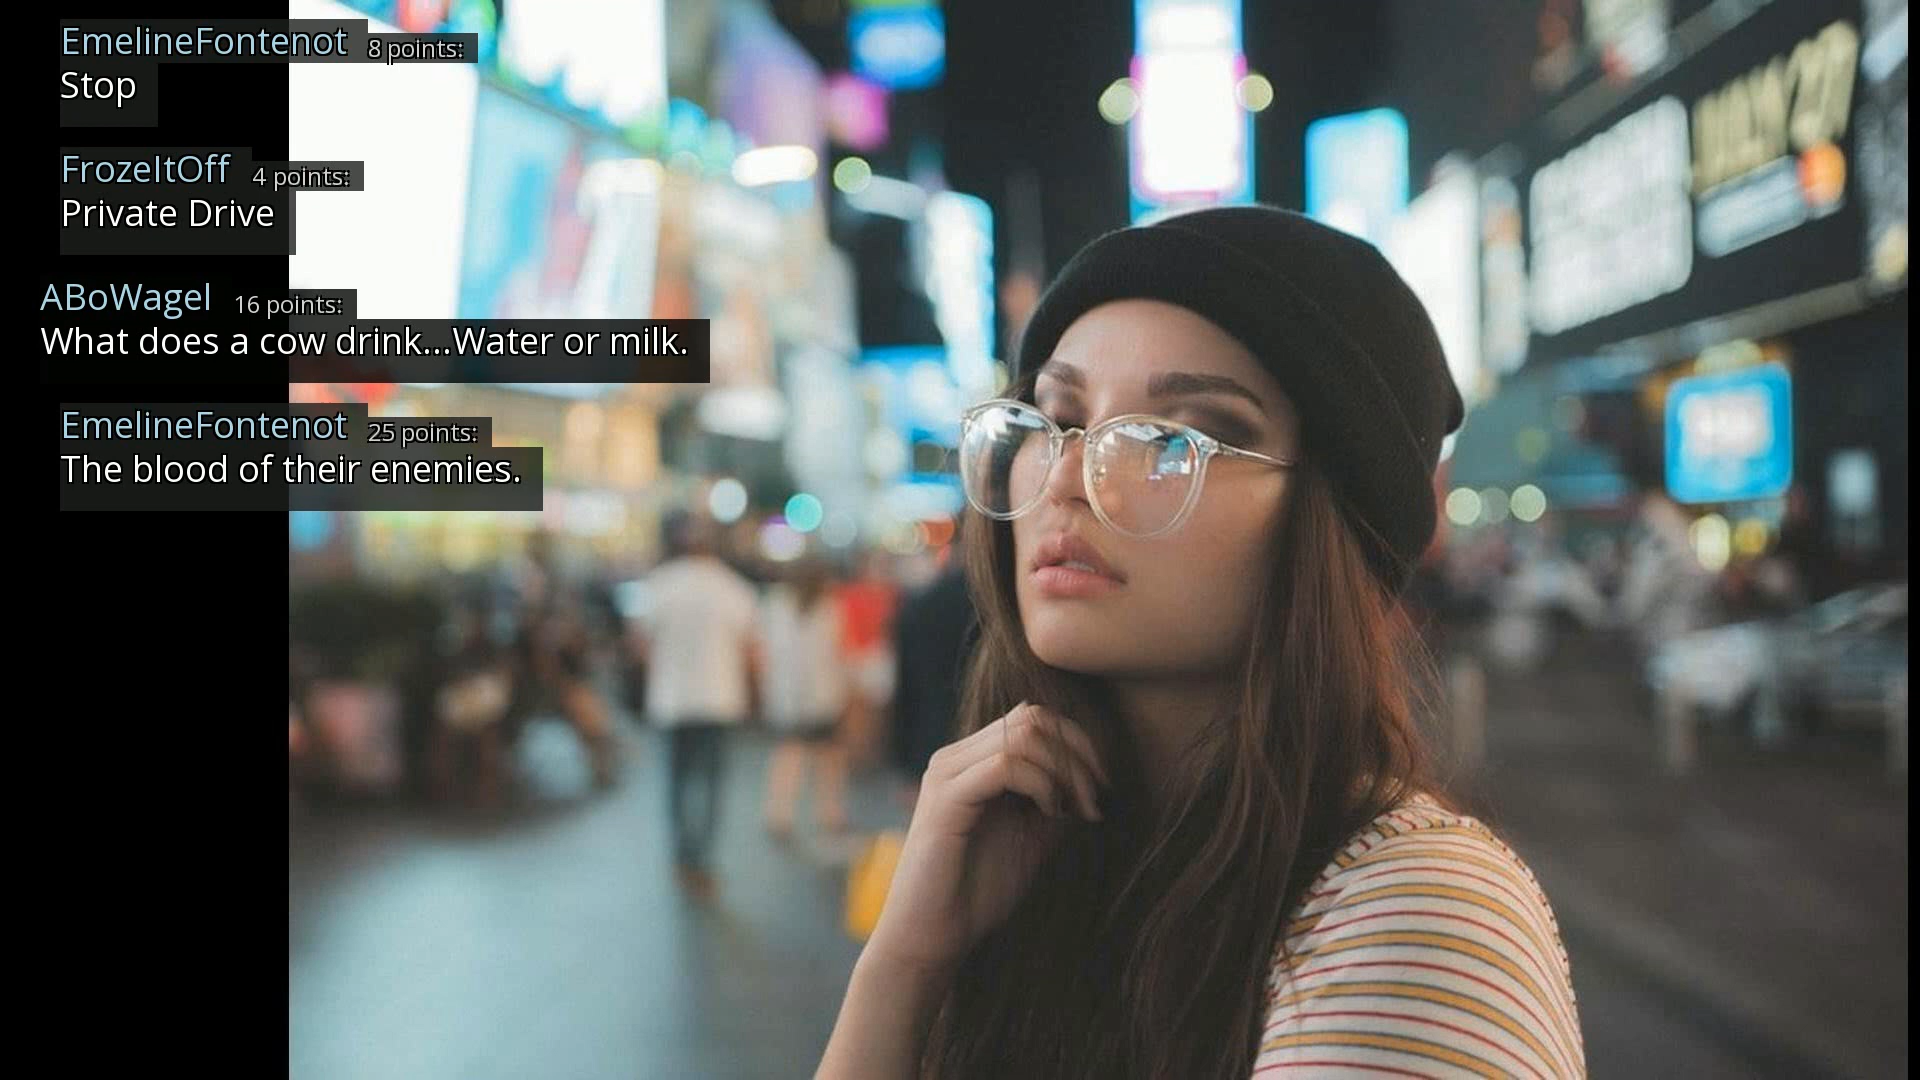 EmelineFontenot 8 points:
Stop
FrozeItOff 4 points:
Private Drive
ABoWagel 16 points:
What does a cow drink...Water or milk.
EmelineFontenot 25 points:
The blood of their enemies.